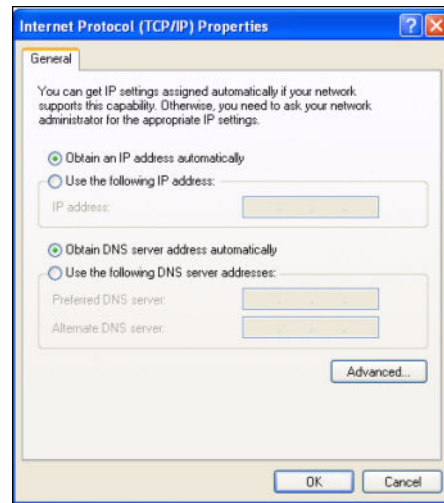 Internet Protocol (TCP/IP) Properties
General
You can get IP settings assigned automatically if your network
supports this capability. Otherwise, you need to ask your network
administrator for the appropriate IP settings.
Obtain an IP address automatically
Use the following IP address:
IP address:
Obtain DNS server address automatically
Use the following DNS server addresses:
Preferred DNS server:
Alternate DNS server:
Advanced...
OK Cancel